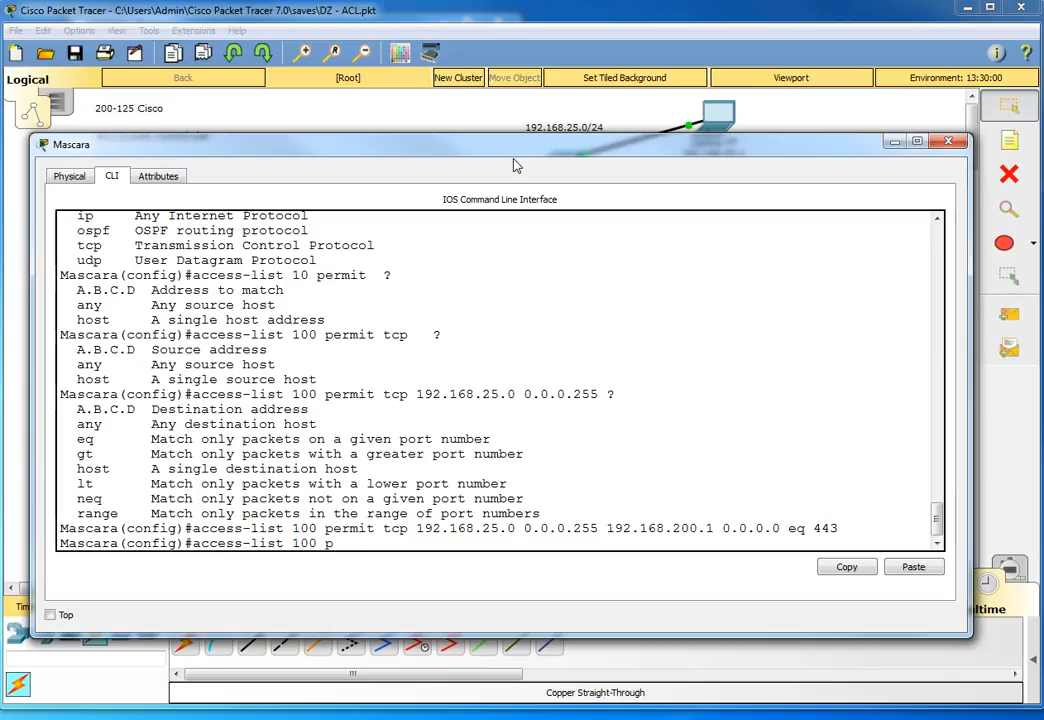 Cisco Packet Tracer - C:\Users\Admin\Cisco Packet Tracer 7.0\saves\DZ - ACL.pkt
File Edit Options View Tools Extensions Help
Logical Back [Root] New Cluster Move Object Set Tiled Background Viewport Environment: 13:30:00
200-125 Cisco
192.168.25.0/24
Mascara
Physical CLI Attributes
IOS Command Line Interface
ip Any Internet Protocol
ospf OSPF routing protocol
tcp Transmission Control Protocol
udp User Datagram Protocol
Mascara(config)#access-list 10 permit ?
A.B.C.D Address to match
any Any source host
host A single host address
Mascara(config)#access-list 100 permit tcp ?
A.B.C.D Source address
any Any source host
host A single source host
Mascara(config)#access-list 100 permit tcp 192.168.25.0 0.0.0.255 ?
A.B.C.D Destination address
any Any destination host
eq Match only packets on a given port number
gt Match only packets with a greater port number
host A single destination host
lt Match only packets with a lower port number
neq Match only packets not on a given port number
range Match only packets in the range of port numbers
Mascara(config)#access-list 100 permit tcp 192.168.25.0 0.0.0.255 192.168.200.1 0.0.0.0 eq 443
Mascara(config)#access-list 100 p
Copy Paste
Top
Tim
ltime
Copper Straight-Through